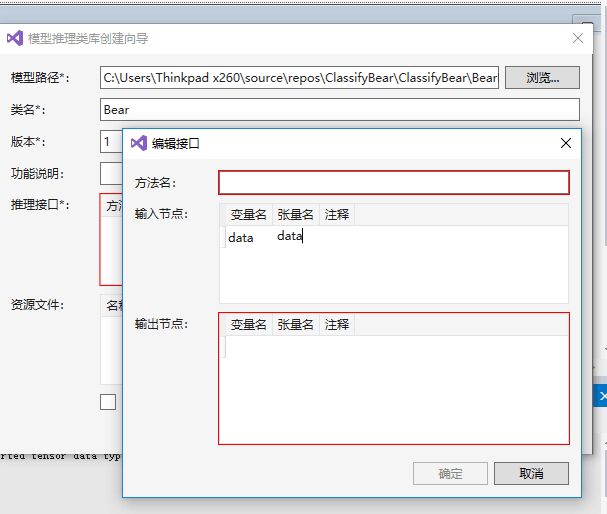 模型推理类库创建向导
模型路径*: C:\Users\Thinkpad x260\source\repos\ClassifyBear\ClassifyBear\Bear 浏览...
类名*: Bear
版本*: 1
功能说明:
推理接口*:
资源文件:
编辑接口
方法名:
输入节点: 变量名 张量名 注释
data data
输出节点: 变量名 张量名 注释
确定 取消
rted tensor data typ